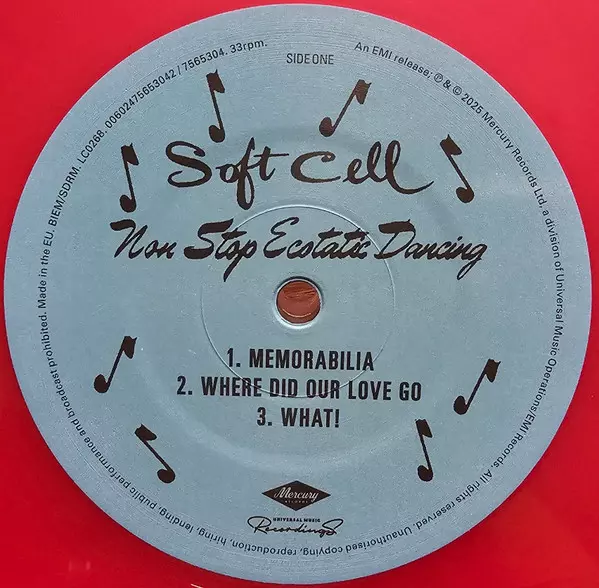 SIDE ONE
An EMI release; ℗ & © 2025 Mercury Records Ltd, a division of Universal Music Operations/EMI Records. All rights reserved. Unauthorised copying, reproduction, hiring, lending, public performance and broadcast prohibited. Made in the EU. BIEM/SDRM. LC0268. 00602475653042 / 7565304. 33rpm.
Soft Cell
Non Stop Ecstatic Dancing
1. MEMORABILIA
2. WHERE DID OUR LOVE GO
3. WHAT!
Mercury
RECORDS
UNIVERSAL MUSIC
Recordings